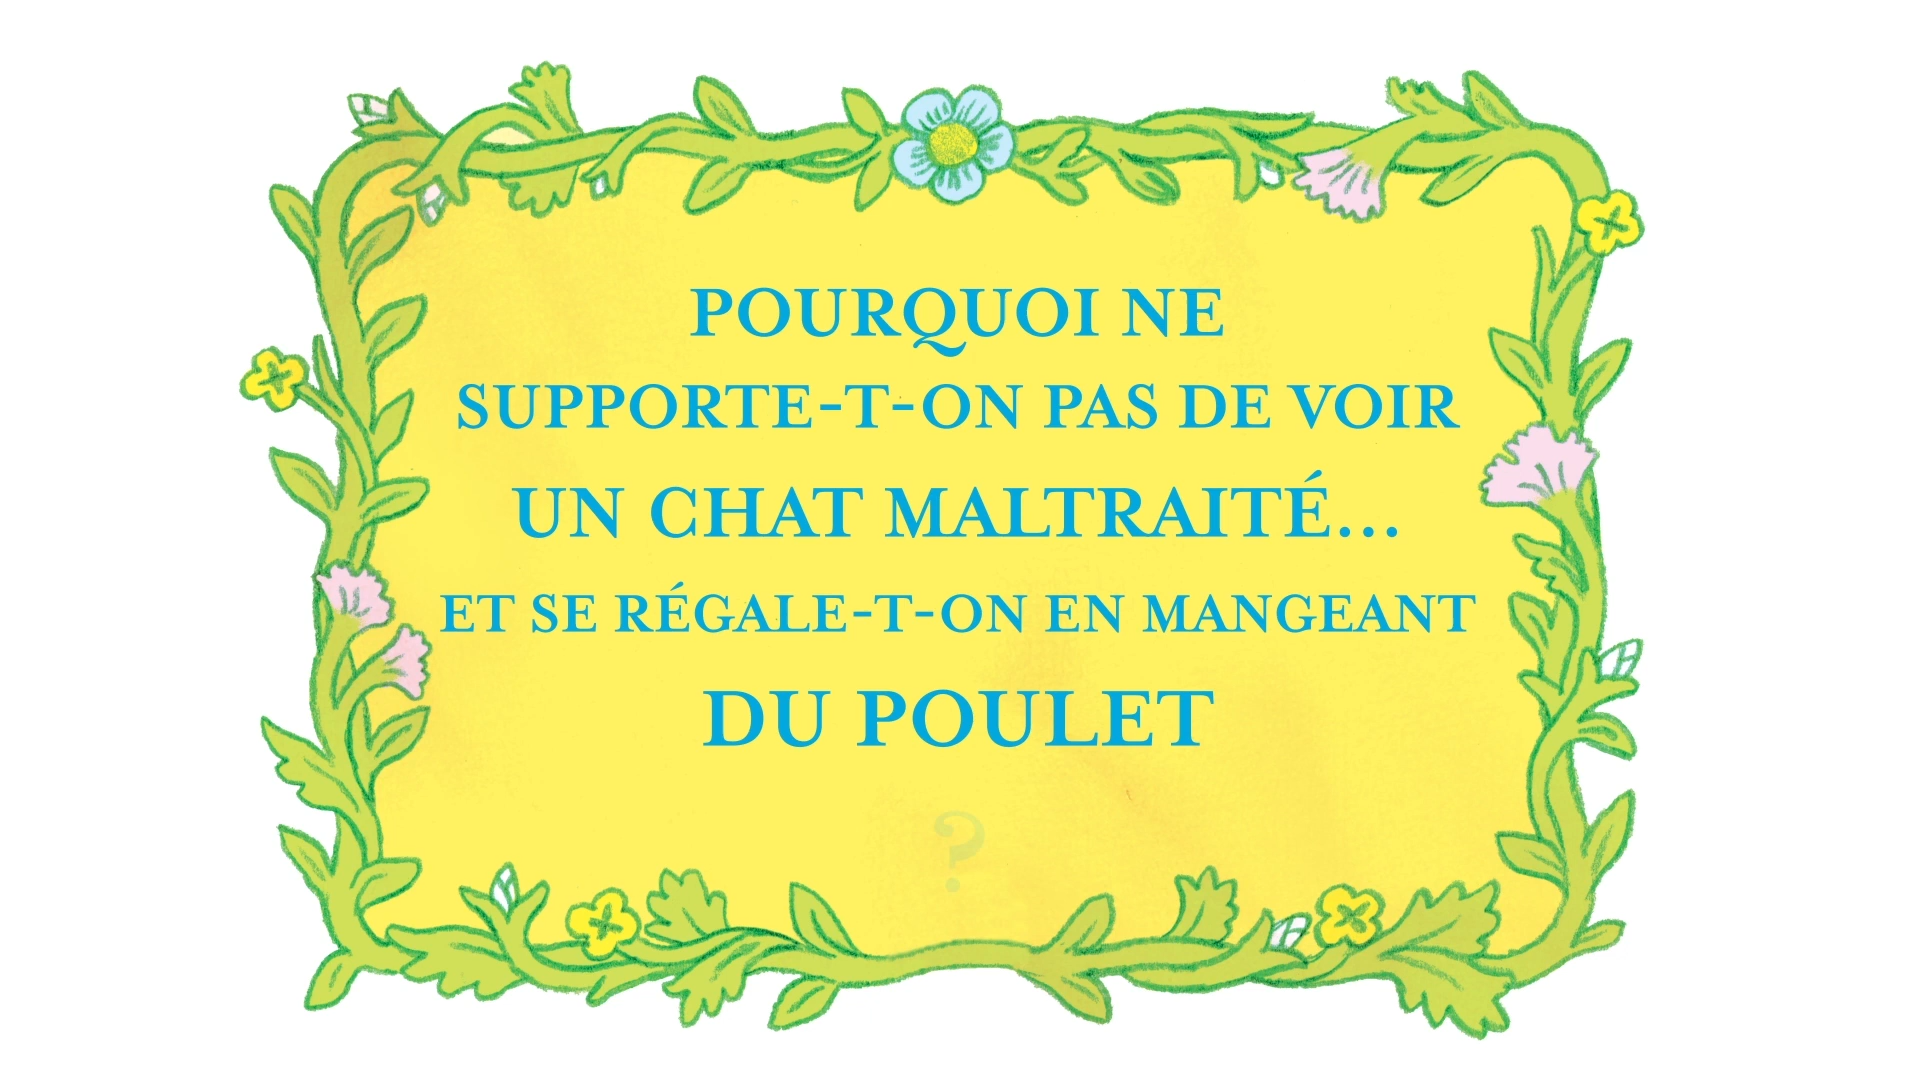 POURQUOI NE
SUPPORTE-T-ON PAS DE VOIR
UN CHAT MALTRAITÉ...
ET SE RÉGALE-T-ON EN MANGEANT
DU POULET
?